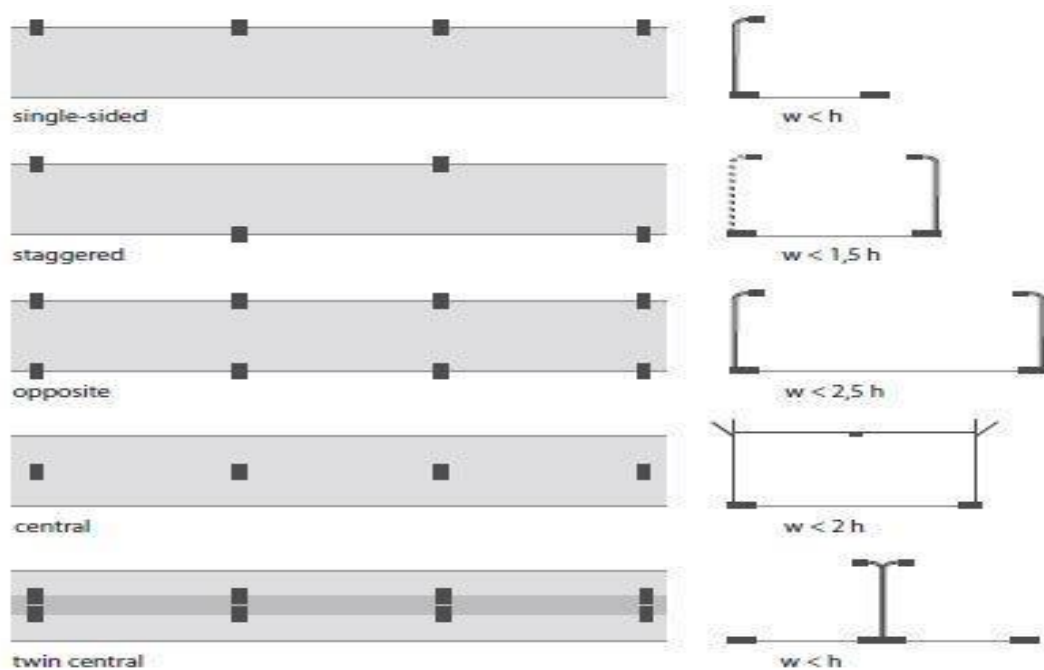 single-sided
w < h
staggered
w < 1,5 h
opposite
w < 2,5 h
central
w < 2 h
twin central
w < h